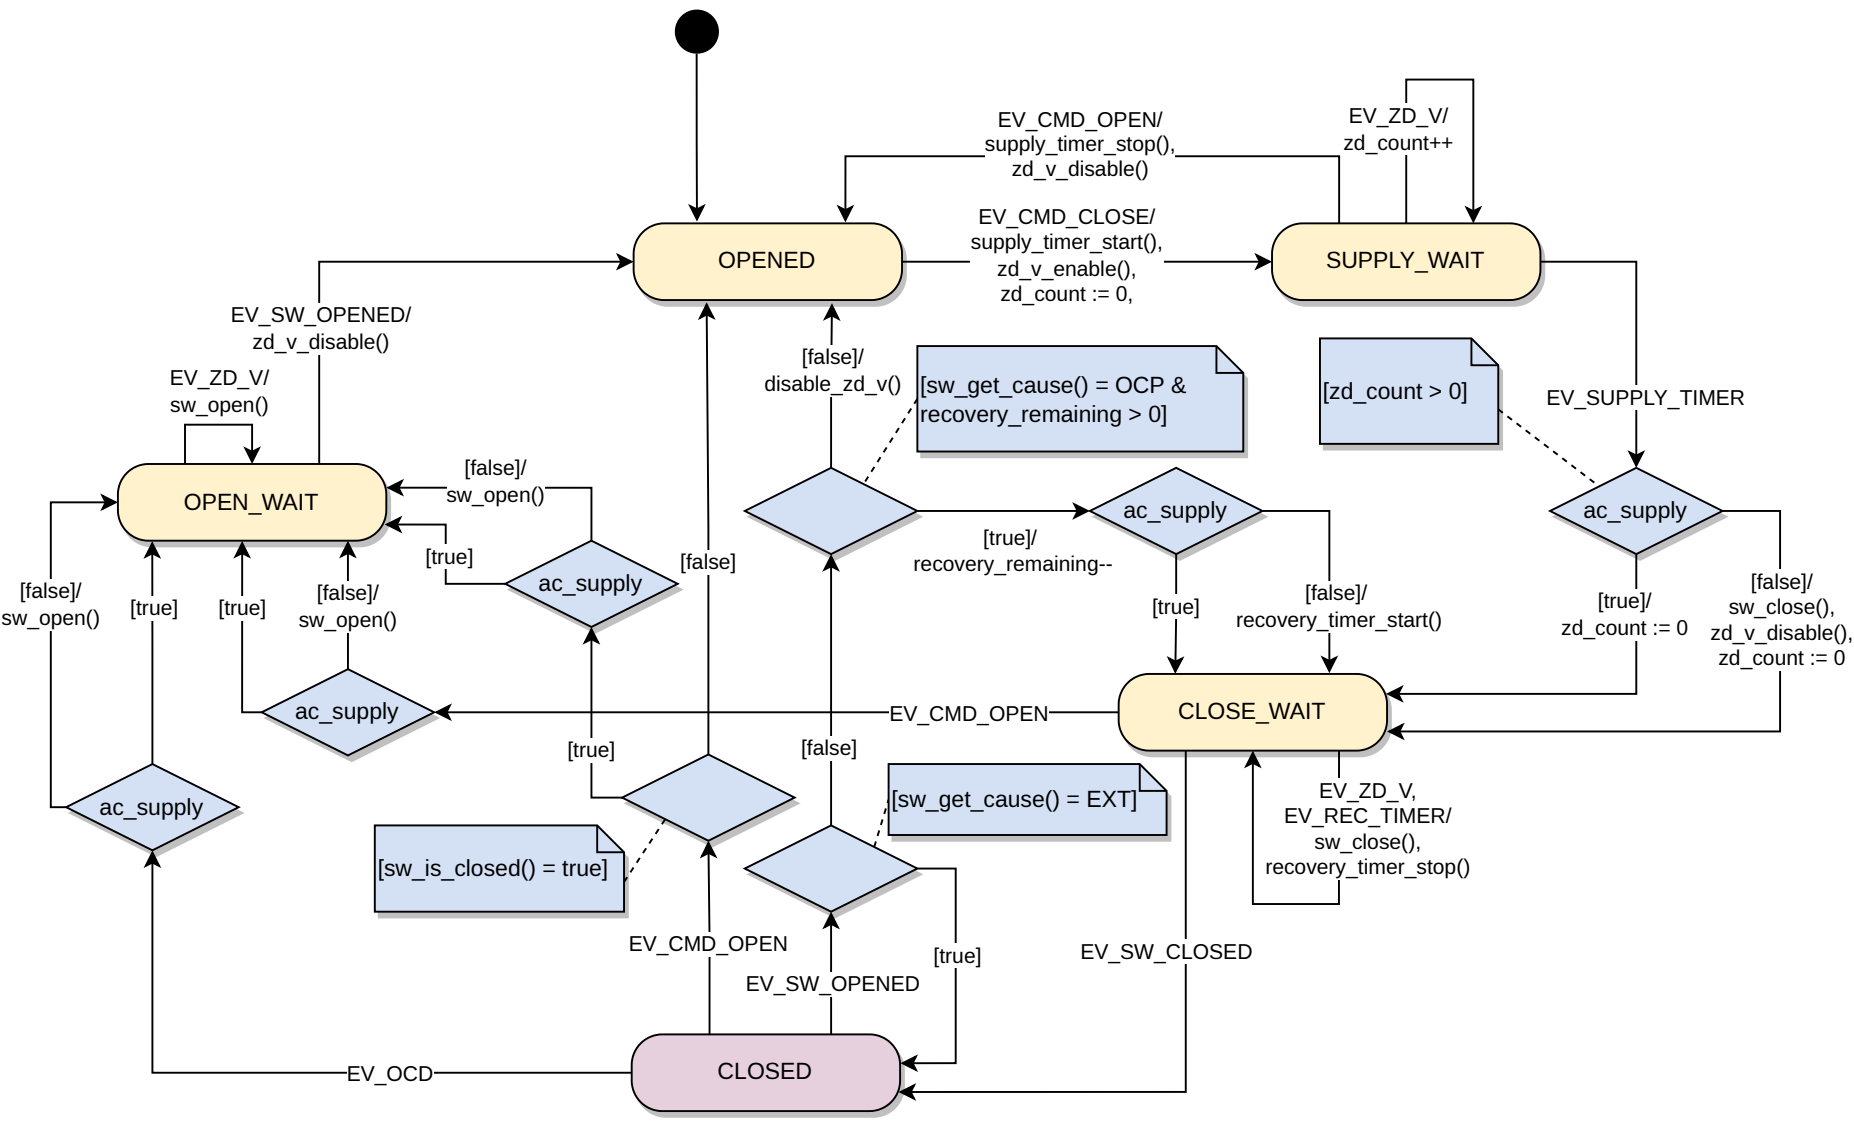 EV_CMD_OPEN/
supply_timer_stop(),
zd_v_disable()
EV_ZD_V/
zd_count++
EV_CMD_CLOSE/
supply_timer_start(),
zd_v_enable(),
zd_count := 0,
OPENED
SUPPLY_WAIT
EV_SW_OPENED/
zd_v_disable()
EV_ZD_V/
sw_open()
[false]/
disable_zd_v()
[sw_get_cause() = OCP &
recovery_remaining > 0]
[zd_count > 0]
EV_SUPPLY_TIMER
OPEN_WAIT
[false]/
sw_open()
[true]
ac_supply
[false]
[true]/
recovery_remaining--
ac_supply
ac_supply
[false]/
sw_open()
[true]
[true]
[false]/
sw_open()
[true]
[false]/
recovery_timer_start()
[true]/
zd_count := 0
[false]/
sw_close(),
zd_v_disable(),
zd_count := 0
ac_supply
EV_CMD_OPEN
CLOSE_WAIT
[true]
[false]
ac_supply
[sw_get_cause() = EXT]
EV_ZD_V,
EV_REC_TIMER/
sw_close(),
recovery_timer_stop()
[sw_is_closed() = true]
EV_CMD_OPEN
EV_SW_OPENED
[true]
EV_SW_CLOSED
CLOSED
EV_OCD